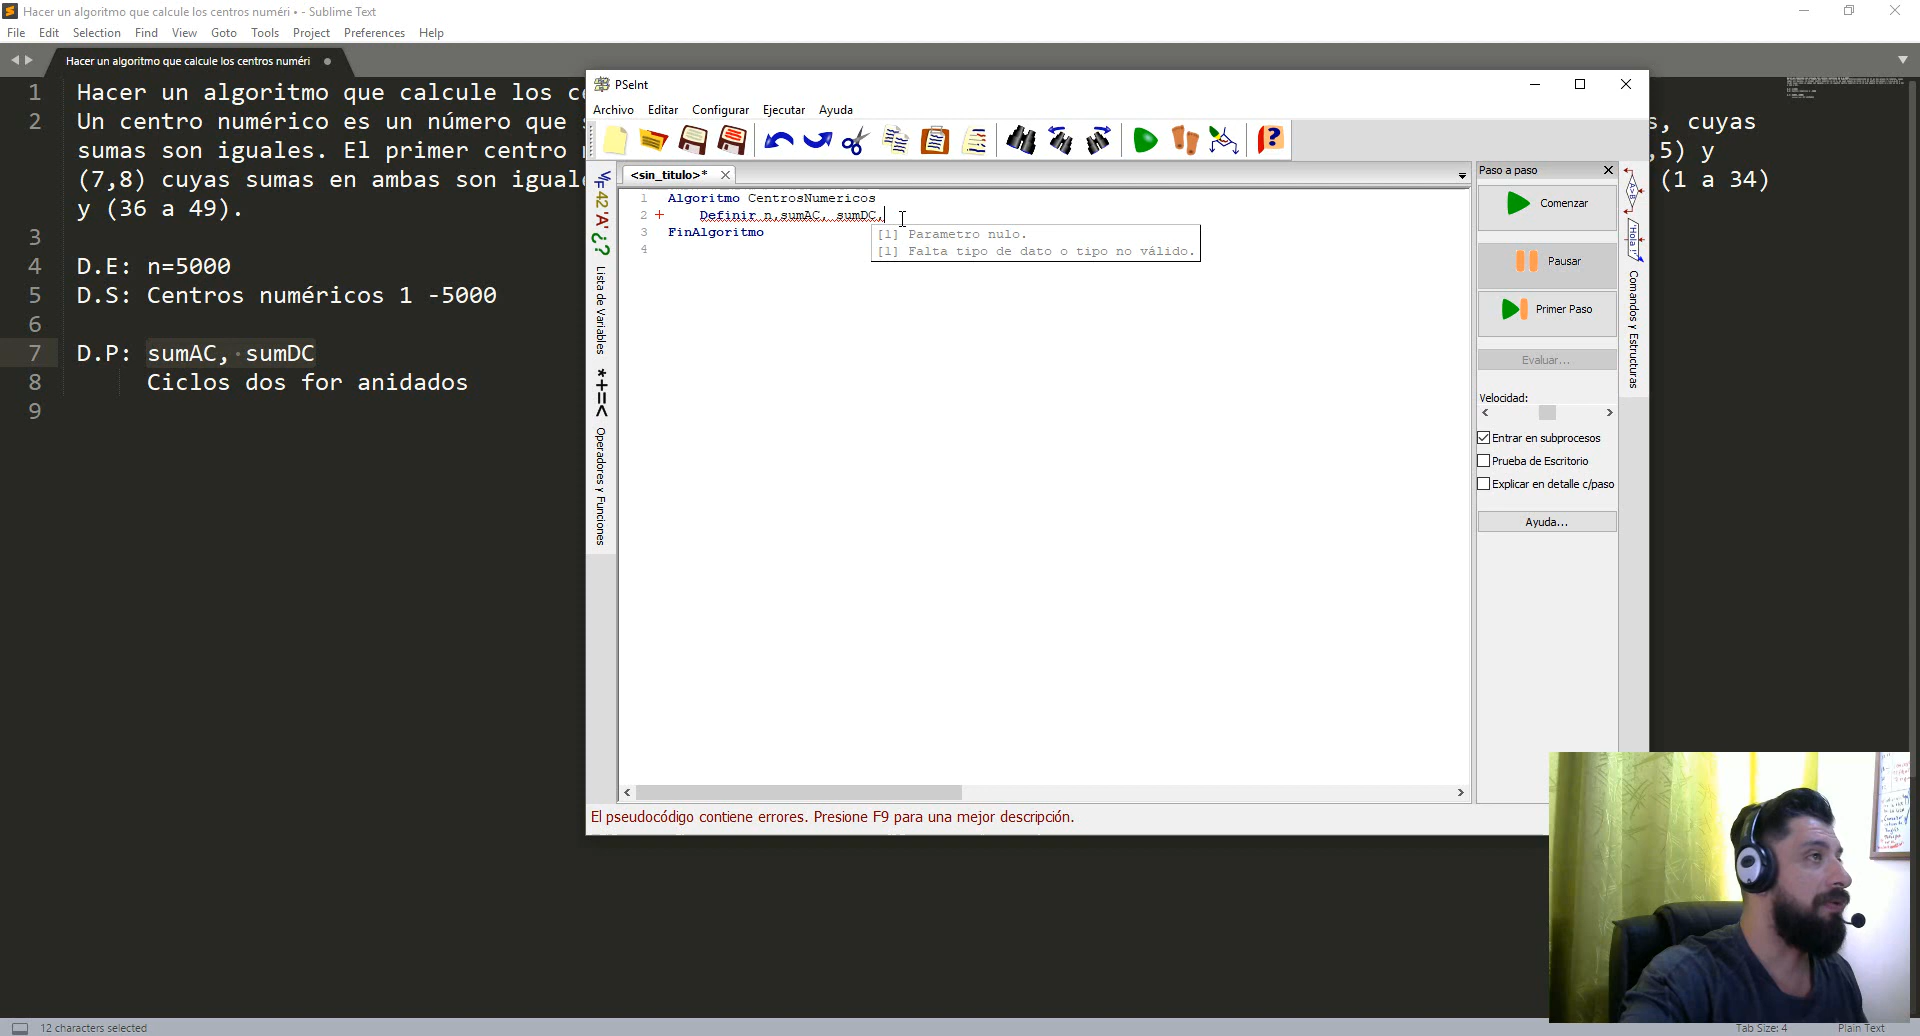 Hacer un algoritmo que calcule los centros numéri • - Sublime Text
File Edit Selection Find View Goto Tools Project Preferences Help
Hacer un algoritmo que calcule los centros numéri
1 Hacer un algoritmo que calcule los ce
2 Un centro numérico es un número que s
s, cuyas
sumas son iguales. El primer centro
,5) y
(7,8) cuyas sumas en ambas son igual
(1 a 34)
y (36 a 49).
3
4 D.E: n=5000
5 D.S: Centros numéricos 1 -5000
6
7 D.P: sumAC, sumDC
8 Ciclos dos for anidados
9
PSeInt
Archivo Editar Configurar Ejecutar Ayuda
<sin_titulo>*
1 Algoritmo CentrosNumericos
2 Definir n,sumAC, sumDC,
3 FinAlgoritmo
4
[1] Parametro nulo.
[1] Falta tipo de dato o tipo no válido.
Lista de Variables
*+=<
Operadores y Funciones
Paso a paso
Comenzar
Pausar
Primer Paso
Evaluar...
Velocidad:
Entrar en subprocesos
Prueba de Escritorio
Explicar en detalle c/paso
Ayuda...
Comandos y Estructuras
El pseudocódigo contiene errores. Presione F9 para una mejor descripción.
12 characters selected
Tab Size: 4
Plain Text